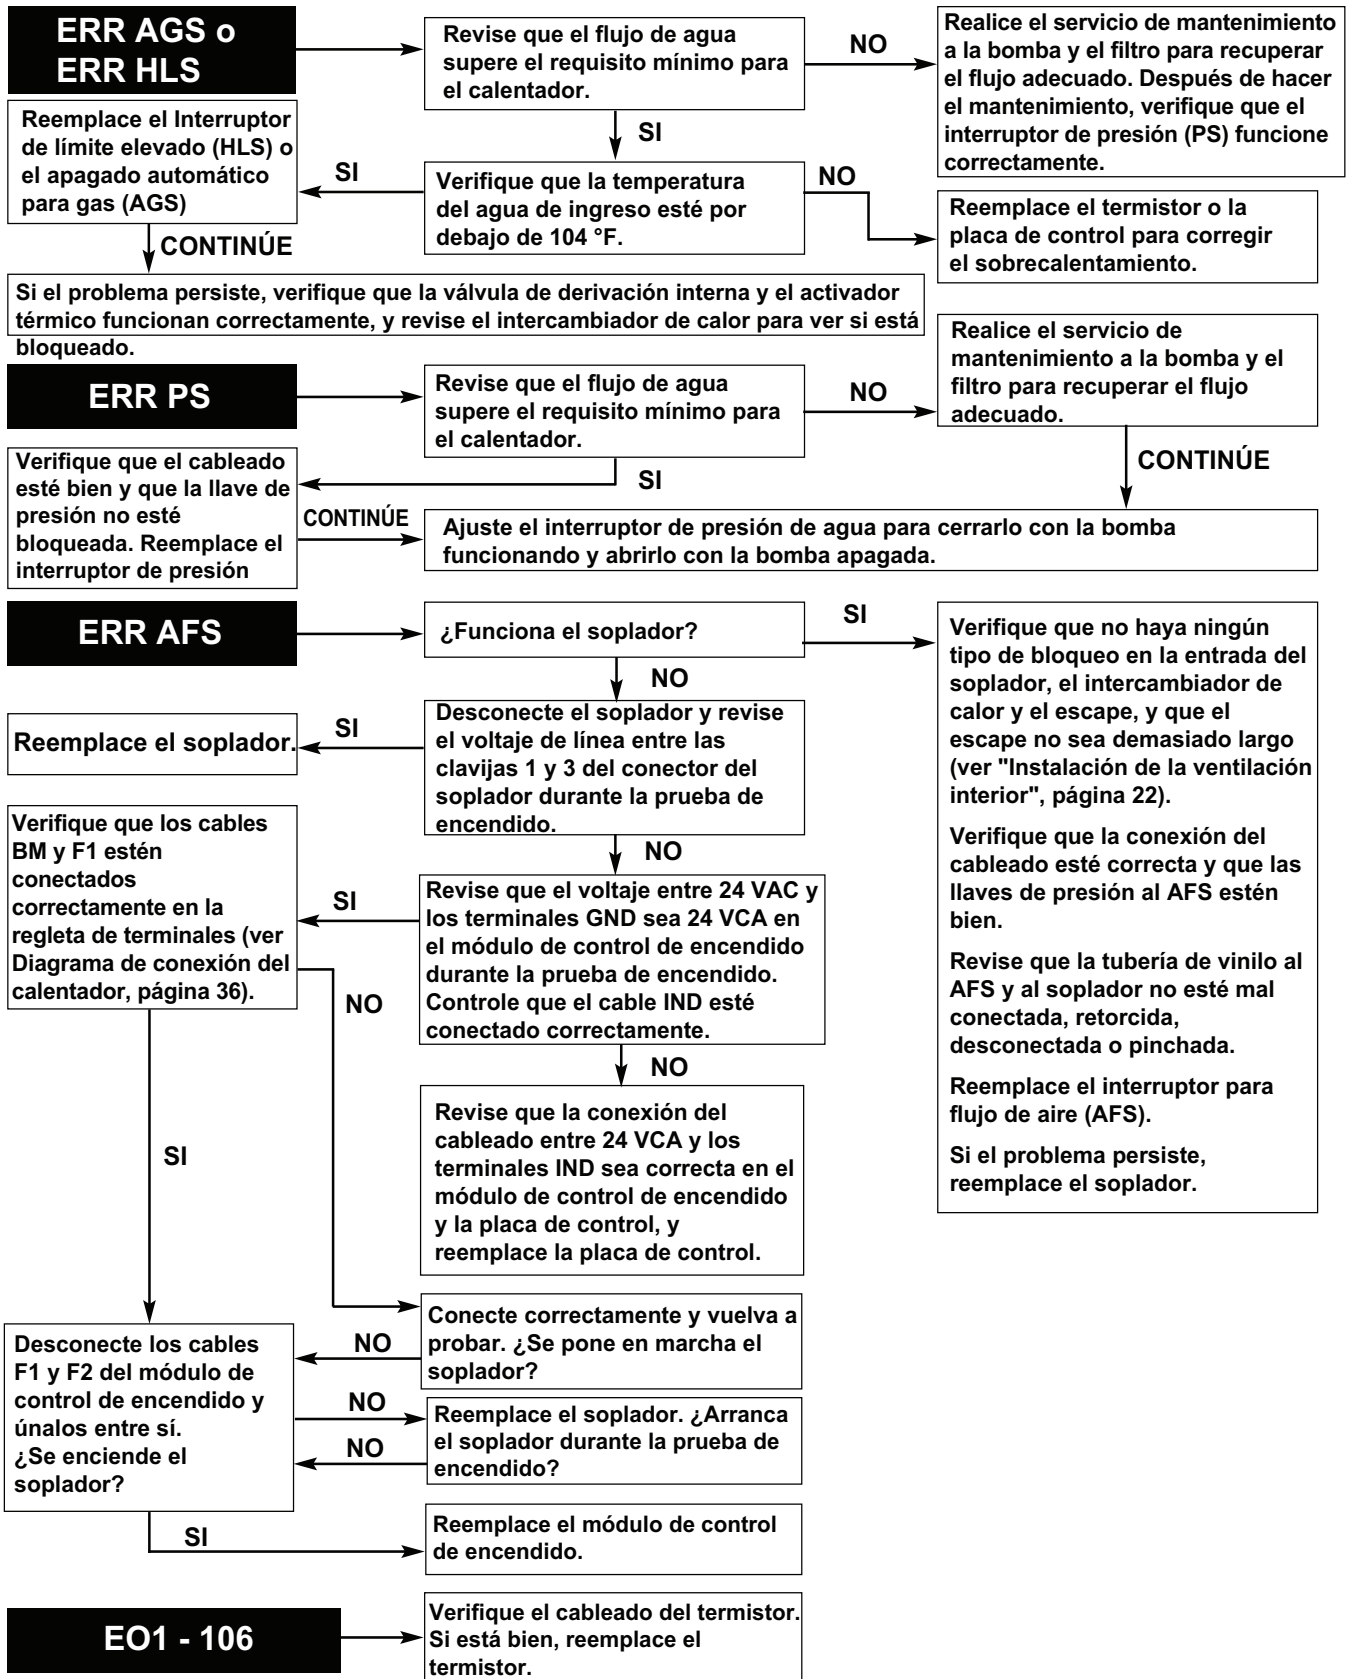 ERR AGS o
ERR HLS
Revise que el flujo de agua
supere el requisito mínimo para
el calentador.
NO
Realice el servicio de mantenimiento
a la bomba y el filtro para recuperar
el flujo adecuado. Después de hacer
el mantenimiento, verifique que el
interruptor de presión (PS) funcione
correctamente.
SI
Reemplace el Interruptor
de límite elevado (HLS) o
el apagado automático
para gas (AGS)
SI
Verifique que la temperatura
del agua de ingreso esté por
debajo de 104 °F.
NO
Reemplace el termistor o la
placa de control para corregir
el sobrecalentamiento.
CONTINÚE
Si el problema persiste, verifique que la válvula de derivación interna y el activador
térmico funcionan correctamente, y revise el intercambiador de calor para ver si está
bloqueado.
ERR PS
Revise que el flujo de agua
supere el requisito mínimo para
el calentador.
NO
Realice el servicio de
mantenimiento a la bomba y el
filtro para recuperar el flujo
adecuado.
SI
CONTINÚE
Verifique que el cableado
esté bien y que la llave de
presión no esté
bloqueada. Reemplace el
interruptor de presión
CONTINÚE
Ajuste el interruptor de presión de agua para cerrarlo con la bomba
funcionando y abrirlo con la bomba apagada.
ERR AFS
¿Funciona el soplador?
SI
Verifique que no haya ningún
tipo de bloqueo en la entrada del
soplador, el intercambiador de
calor y el escape, y que el
escape no sea demasiado largo
(ver "Instalación de la ventilación
interior", página 22).
Verifique que la conexión del
cableado esté correcta y que las
llaves de presión al AFS estén
bien.
Revise que la tubería de vinilo al
AFS y al soplador no esté mal
conectada, retorcida,
desconectada o pinchada.
Reemplace el interruptor para
flujo de aire (AFS).
Si el problema persiste,
reemplace el soplador.
NO
Desconecte el soplador y revise
el voltaje de línea entre las
clavijas 1 y 3 del conector del
soplador durante la prueba de
encendido.
SI
Reemplace el soplador.
NO
Revise que el voltaje entre 24 VAC y
los terminales GND sea 24 VCA en
el módulo de control de encendido
durante la prueba de encendido.
Controle que el cable IND esté
conectado correctamente.
SI
Verifique que los cables
BM y F1 estén
conectados
correctamente en la
regleta de terminales (ver
Diagrama de conexión del
calentador, página 36).
NO
NO
Revise que la conexión del
cableado entre 24 VCA y los
terminales IND sea correcta en el
módulo de control de encendido
y la placa de control, y
reemplace la placa de control.
SI
Conecte correctamente y vuelva a
probar. ¿Se pone en marcha el
soplador?
NO
Desconecte los cables
F1 y F2 del módulo de
control de encendido y
únalos entre sí.
¿Se enciende el
soplador?
NO
Reemplace el soplador. ¿Arranca
el soplador durante la prueba de
encendido?
NO
SI
Reemplace el módulo de control
de encendido.
EO1 - 106
Verifique el cableado del termistor.
Si está bien, reemplace el
termistor.